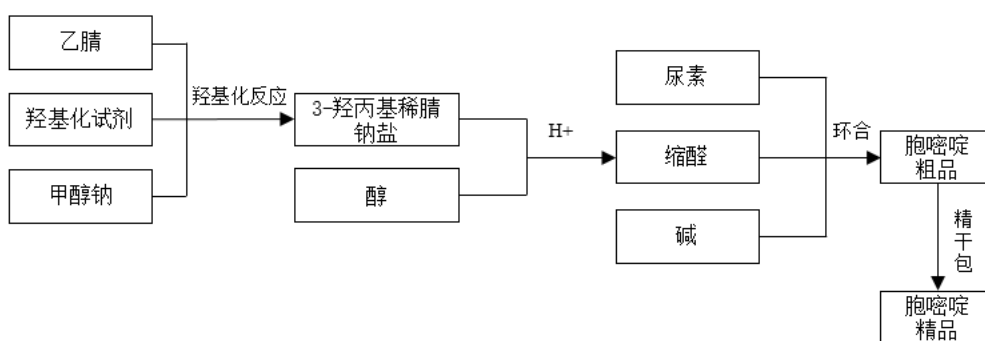 乙腈
羟基化试剂
甲醇钠
羟基化反应
3-羟丙基稀腈
钠盐
醇
H+
尿素
缩醛
碱
环合
胞嘧啶
粗品
精
干
包
胞嘧啶
精品